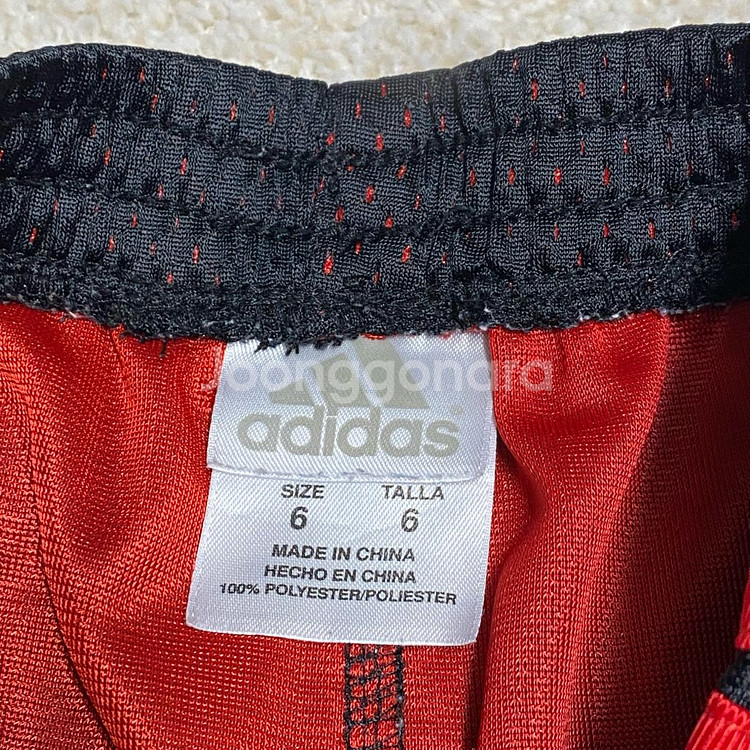 Joonggonara
adidas
SIZE TALLA
6 6
MADE IN CHINA
HECHO EN CHINA
100% POLYESTER/POLIESTER